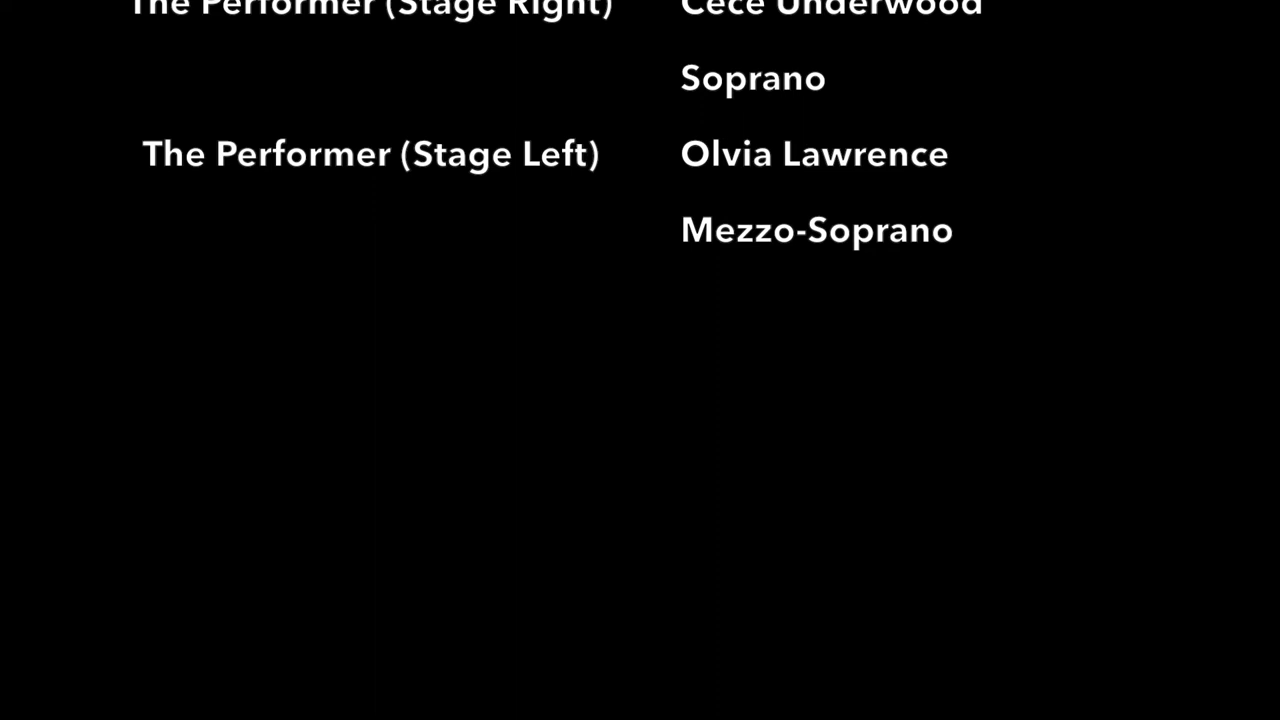 The Performer (Stage Right) Cece Underwood
Soprano
The Performer (Stage Left) Olvia Lawrence
Mezzo-Soprano